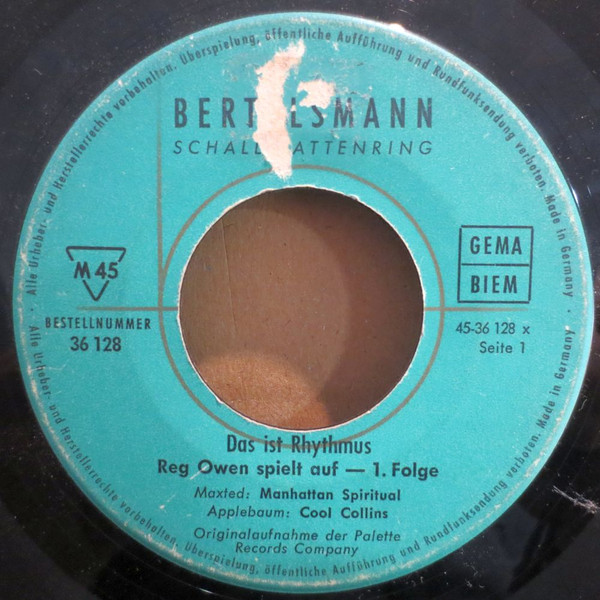 Alle Urheber- und Herstellerrechte vorbehalten. Überspielung, öffentliche Aufführung und Rundfunksendung verboten. Made in Germany
BERT LSMANN
SCHALL ATTENRING
M 45
GEMA
BIEM
BESTELLNUMMER
36 128
45-36 128 x
Seite 1
Das ist Rhythmus
Reg Owen spielt auf — 1. Folge
Maxted: Manhattan Spiritual
Applebaum: Cool Collins
Originalaufnahme der Palette
Records Company
Alle Urheber- und Herstellerrechte vorbehalten. Überspielung, öffentliche Aufführung und Rundfunksendung verboten. Made in Germany